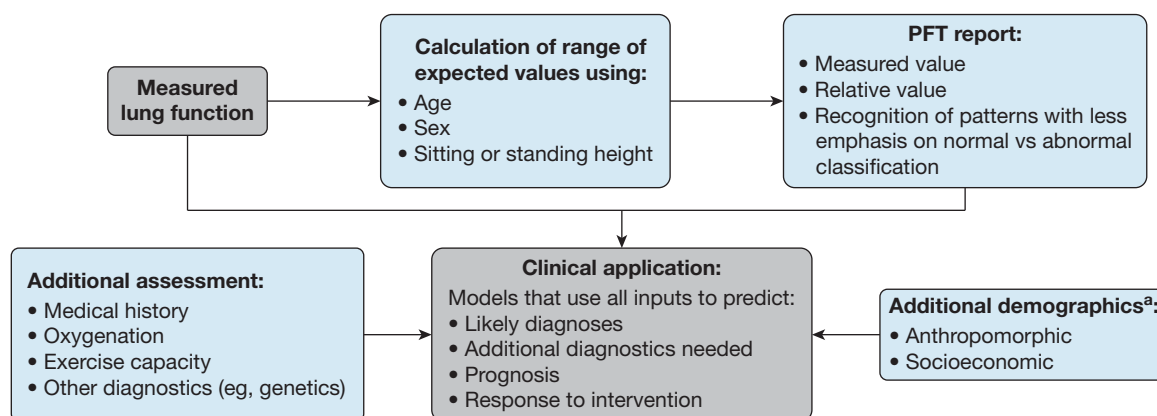 Measured
lung function
Calculation of range of
expected values using:
• Age
• Sex
• Sitting or standing height
PFT report:
• Measured value
• Relative value
• Recognition of patterns with less
emphasis on normal vs abnormal
classification
Additional assessment:
• Medical history
• Oxygenation
• Exercise capacity
• Other diagnostics (eg, genetics)
Clinical application:
Models that use all inputs to predict:
• Likely diagnoses
• Additional diagnostics needed
• Prognosis
• Response to intervention
Additional demographicsᵃ:
• Anthropomorphic
• Socioeconomic